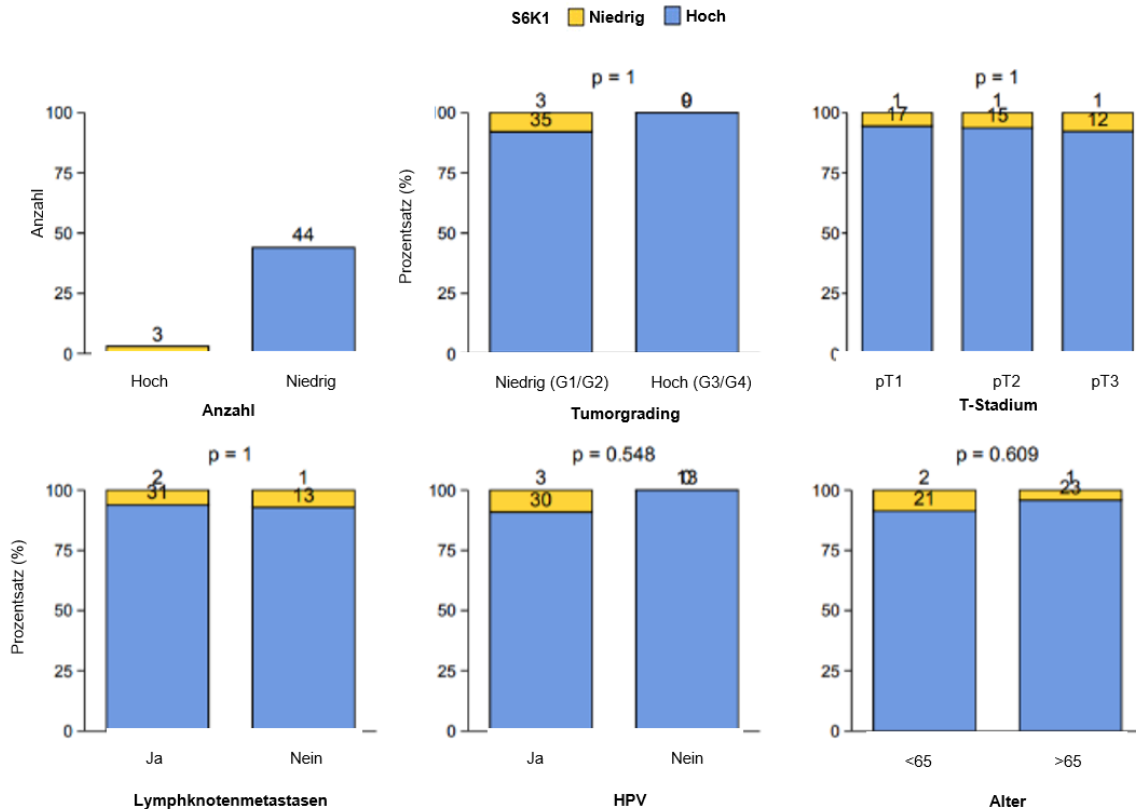 S6K1 Niedrig Hoch
100
75
50
25
0
Anzahl
3
44
Hoch Niedrig
Anzahl
p = 1
100
75
50
25
0
Prozentsatz (%)
3
35
Niedrig (G1/G2) Hoch (G3/G4)
Tumorgrading
p = 1
100
75
50
25
1 1 1
17 15 12
pT1 pT2 pT3
T-Stadium
p = 1
100
75
50
25
0
Prozentsatz (%)
2 1
31 13
Ja Nein
Lymphknotenmetastasen
p = 0.548
100
75
50
25
0
3
30
Ja Nein
HPV
p = 0.609
100
75
50
25
0
2 1
21 23
<65 >65
Alter